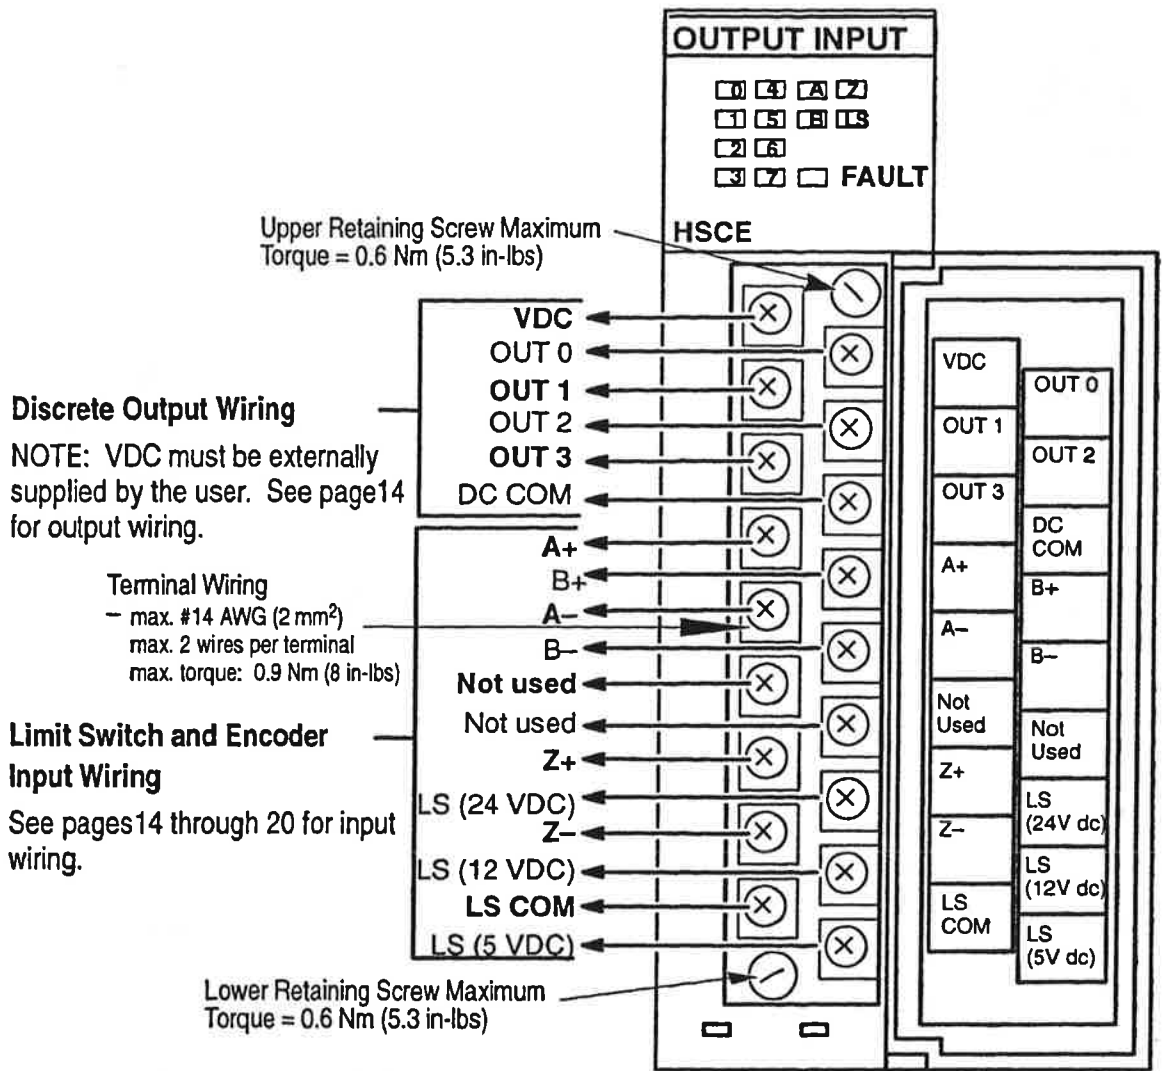 OUTPUT INPUT
0 4 A Z
1 5 B LS
2 6
3 7 FAULT
HSCE
Upper Retaining Screw Maximum
Torque = 0.6 Nm (5.3 in-lbs)
VDC
OUT 0
OUT 1
OUT 2
OUT 3
DC COM
Discrete Output Wiring
NOTE: VDC must be externally
supplied by the user. See page14
for output wiring.
A+
B+
A–
B–
Not used
Not used
Z+
LS (24 VDC)
Z–
LS (12 VDC)
LS COM
LS (5 VDC)
Terminal Wiring
– max. #14 AWG (2 mm²)
max. 2 wires per terminal
max. torque: 0.9 Nm (8 in-lbs)
Limit Switch and Encoder
Input Wiring
See pages14 through 20 for input
wiring.
Lower Retaining Screw Maximum
Torque = 0.6 Nm (5.3 in-lbs)
VDC
OUT 1
OUT 3
A+
A–
Not
Used
Z+
Z–
LS
COM
OUT 0
OUT 2
DC
COM
B+
B–
Not
Used
LS
(24V dc)
LS
(12V dc)
LS
(5V dc)